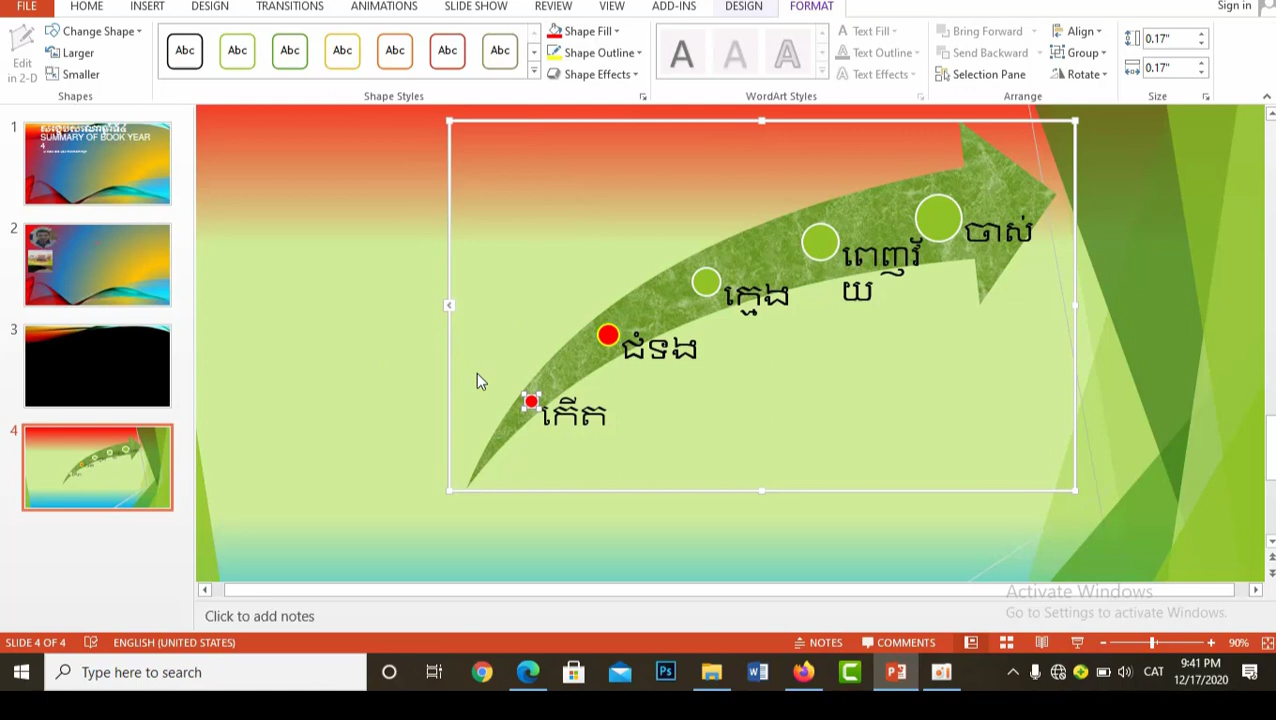 FILE HOME INSERT DESIGN TRANSITIONS ANIMATIONS SLIDE SHOW REVIEW VIEW ADD-INS DESIGN FORMAT Sign in
Edit in 2-D
Change Shape
Larger
Smaller
Abc Abc Abc Abc Abc Abc Abc
Shape Fill
Shape Outline
Shape Effects
A A A
Text Fill
Text Outline
Text Effects
Bring Forward
Send Backward
Selection Pane
Align
Group
Rotate
0.17"
0.17"
Shapes Shape Styles WordArt Styles Arrange Size
1
SUMMARY OF BOOK YEAR
4
2
3
4
ចាស់
ពេញវ័
យ
ក្មេង
ជំទង
កើត
Activate Windows
Go to Settings to activate Windows.
Click to add notes
SLIDE 4 OF 4 ENGLISH (UNITED STATES) NOTES COMMENTS 90%
Type here to search
CAT
9:41 PM
12/17/2020